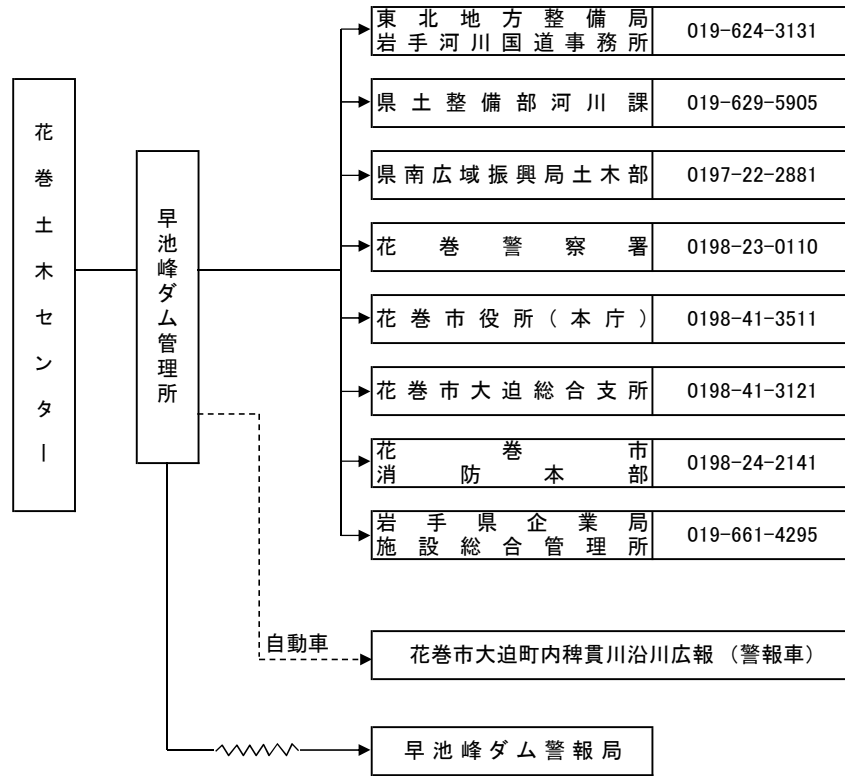 花巻土木センター
早池峰ダム管理所
東北地方整備局
岩手河川国道事務所
019-624-3131
県土整備部河川課
019-629-5905
県南広域振興局土木部
0197-22-2881
花巻警察署
0198-23-0110
花巻市役所（本庁）
0198-41-3511
花巻市大迫総合支所
0198-41-3121
花巻市
消防本部
0198-24-2141
岩手県企業局
施設総合管理所
019-661-4295
自動車
花巻市大迫町内稗貫川沿川広報（警報車）
早池峰ダム警報局